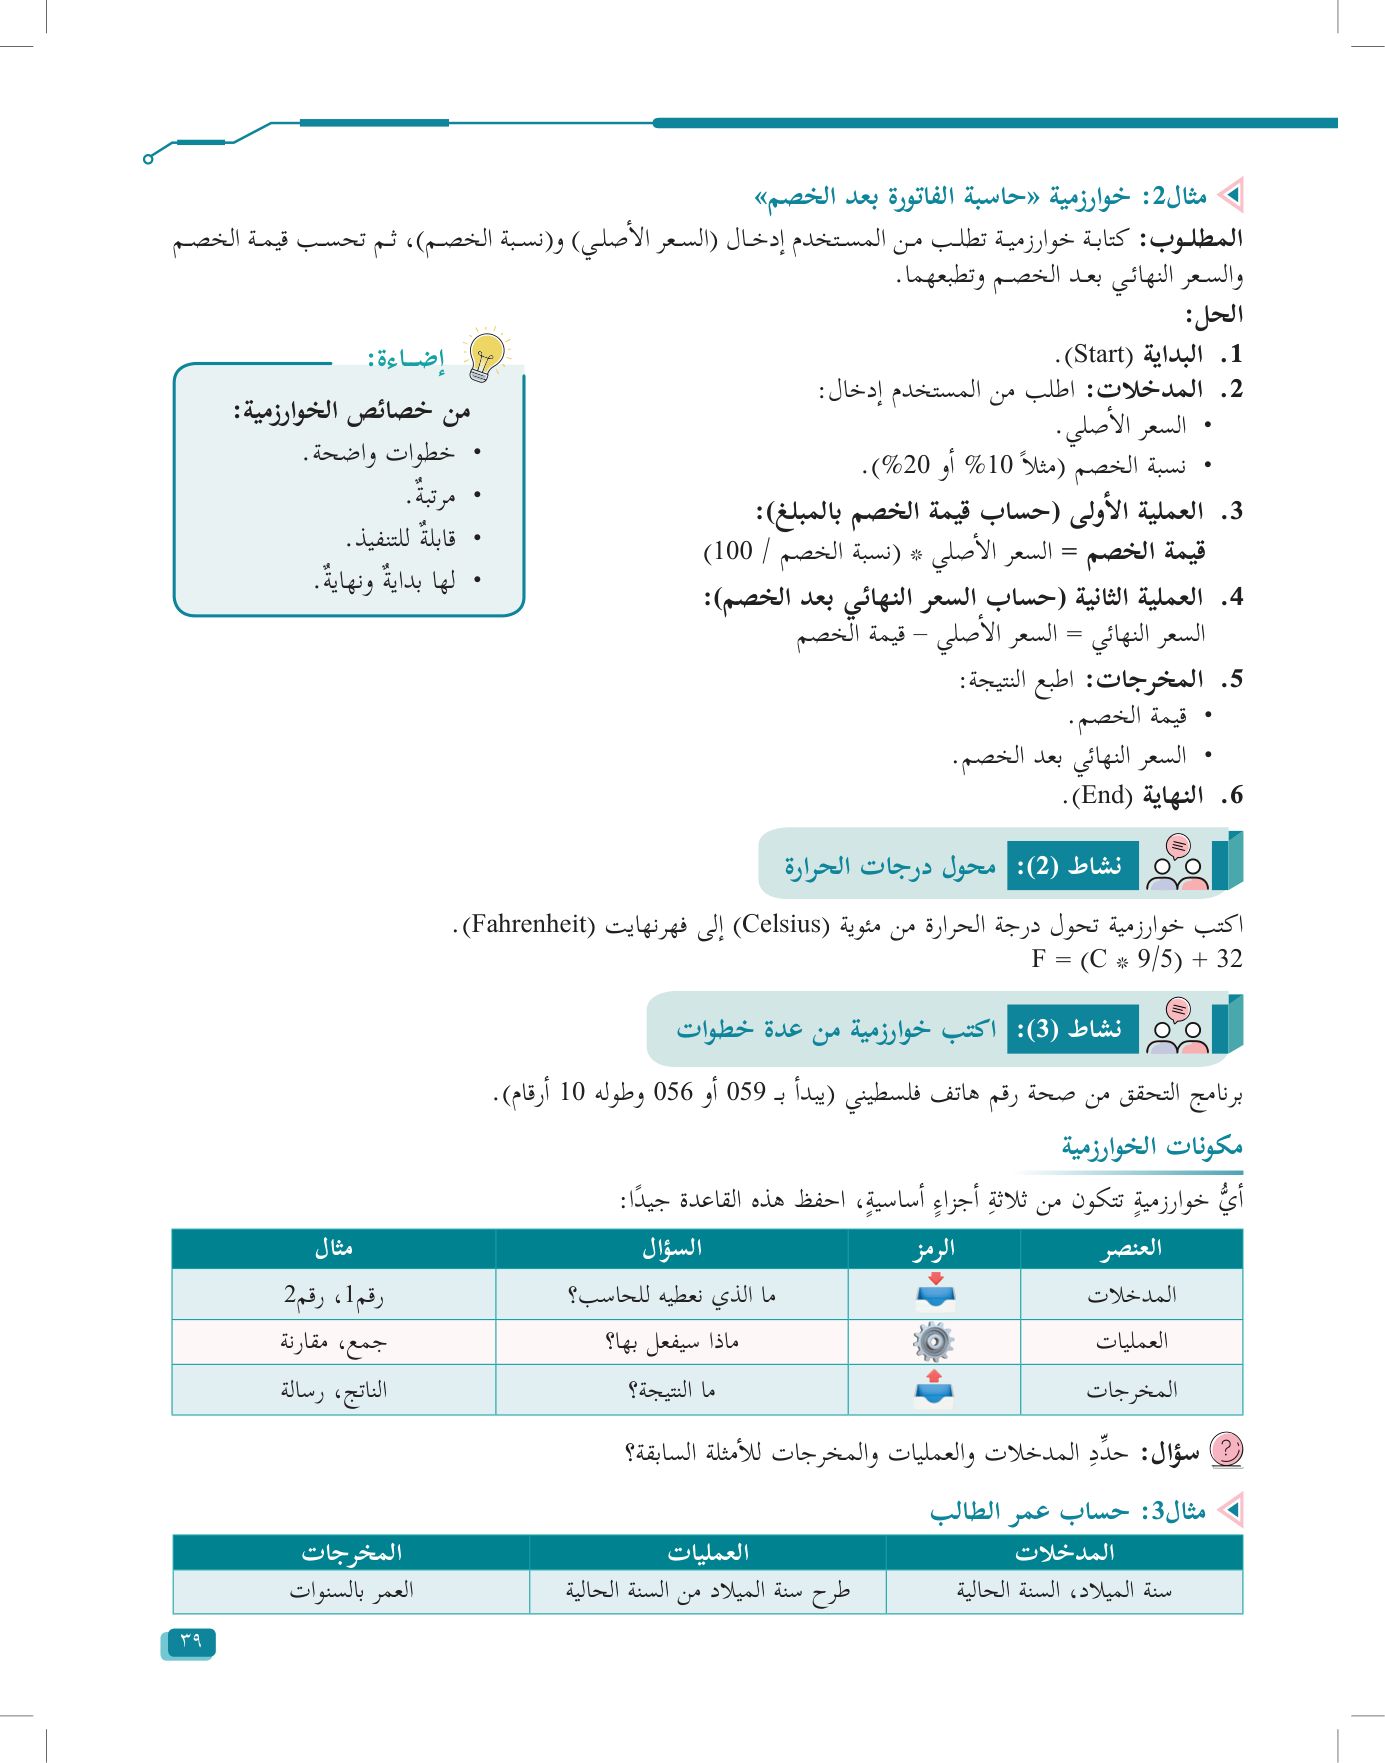 مثال2: خوارزمية «حاسبة الفاتورة بعد الخصم»
المطلوب: كتابة خوارزمية تطلب من المستخدم إدخال (السعر الأصلي) و(نسبة الخصم)، ثم تحسب قيمة الخصم
والسعر النهائي بعد الخصم وتطبعهما.
الحل:
1. البداية (Start).
2. المدخلات: اطلب من المستخدم إدخال:
• السعر الأصلي.
• نسبة الخصم (مثلاً 10% أو 20%).
3. العملية الأولى (حساب قيمة الخصم بالمبلغ):
قيمة الخصم = السعر الأصلي * (نسبة الخصم / 100)
4. العملية الثانية (حساب السعر النهائي بعد الخصم):
السعر النهائي = السعر الأصلي – قيمة الخصم
5. المخرجات: اطبع النتيجة:
• قيمة الخصم.
• السعر النهائي بعد الخصم.
6. النهاية (End).
إضاءة:
من خصائص الخوارزمية:
• خطوات واضحة.
• مرتبةٌ.
• قابلةٌ للتنفيذ.
• لها بدايةٌ ونهايةٌ.
نشاط (2): محول درجات الحرارة
اكتب خوارزمية تحول درجة الحرارة من مئوية (Celsius) إلى فهرنهايت (Fahrenheit).
F = (C * 9/5) + 32
نشاط (3): اكتب خوارزمية من عدة خطوات
برنامج التحقق من صحة رقم هاتف فلسطيني (يبدأ بـ 059 أو 056 وطوله 10 أرقام).
مكونات الخوارزمية
أيُّ خوارزميةٍ تتكون من ثلاثةِ أجزاءٍ أساسيةٍ، احفظ هذه القاعدة جيدًا:
العنصر الرمز السؤال مثال
المدخلات ما الذي نعطيه للحاسب؟ رقم1، رقم2
العمليات ماذا سيفعل بها؟ جمع، مقارنة
المخرجات ما النتيجة؟ الناتج، رسالة
سؤال: حدِّدِ المدخلات والعمليات والمخرجات للأمثلة السابقة؟
مثال3: حساب عمر الطالب
المدخلات العمليات المخرجات
سنة الميلاد، السنة الحالية طرح سنة الميلاد من السنة الحالية العمر بالسنوات
٣٩